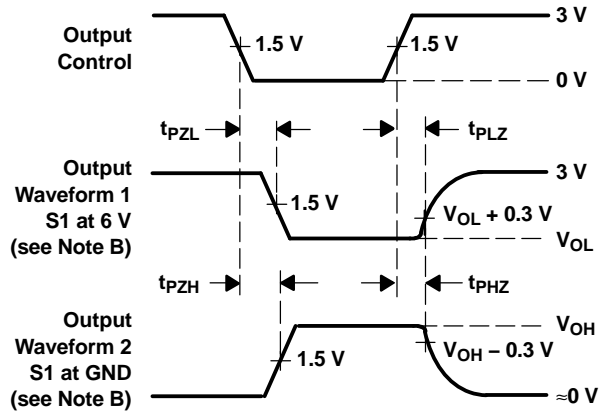 Output
Control
1.5 V
1.5 V
3 V
0 V
tPZL
tPLZ
Output
Waveform 1
S1 at 6 V
(see Note B)
1.5 V
3 V
VOL + 0.3 V
VOL
tPZH
tPHZ
Output
Waveform 2
S1 at GND
(see Note B)
1.5 V
VOH
VOH − 0.3 V
≈0 V